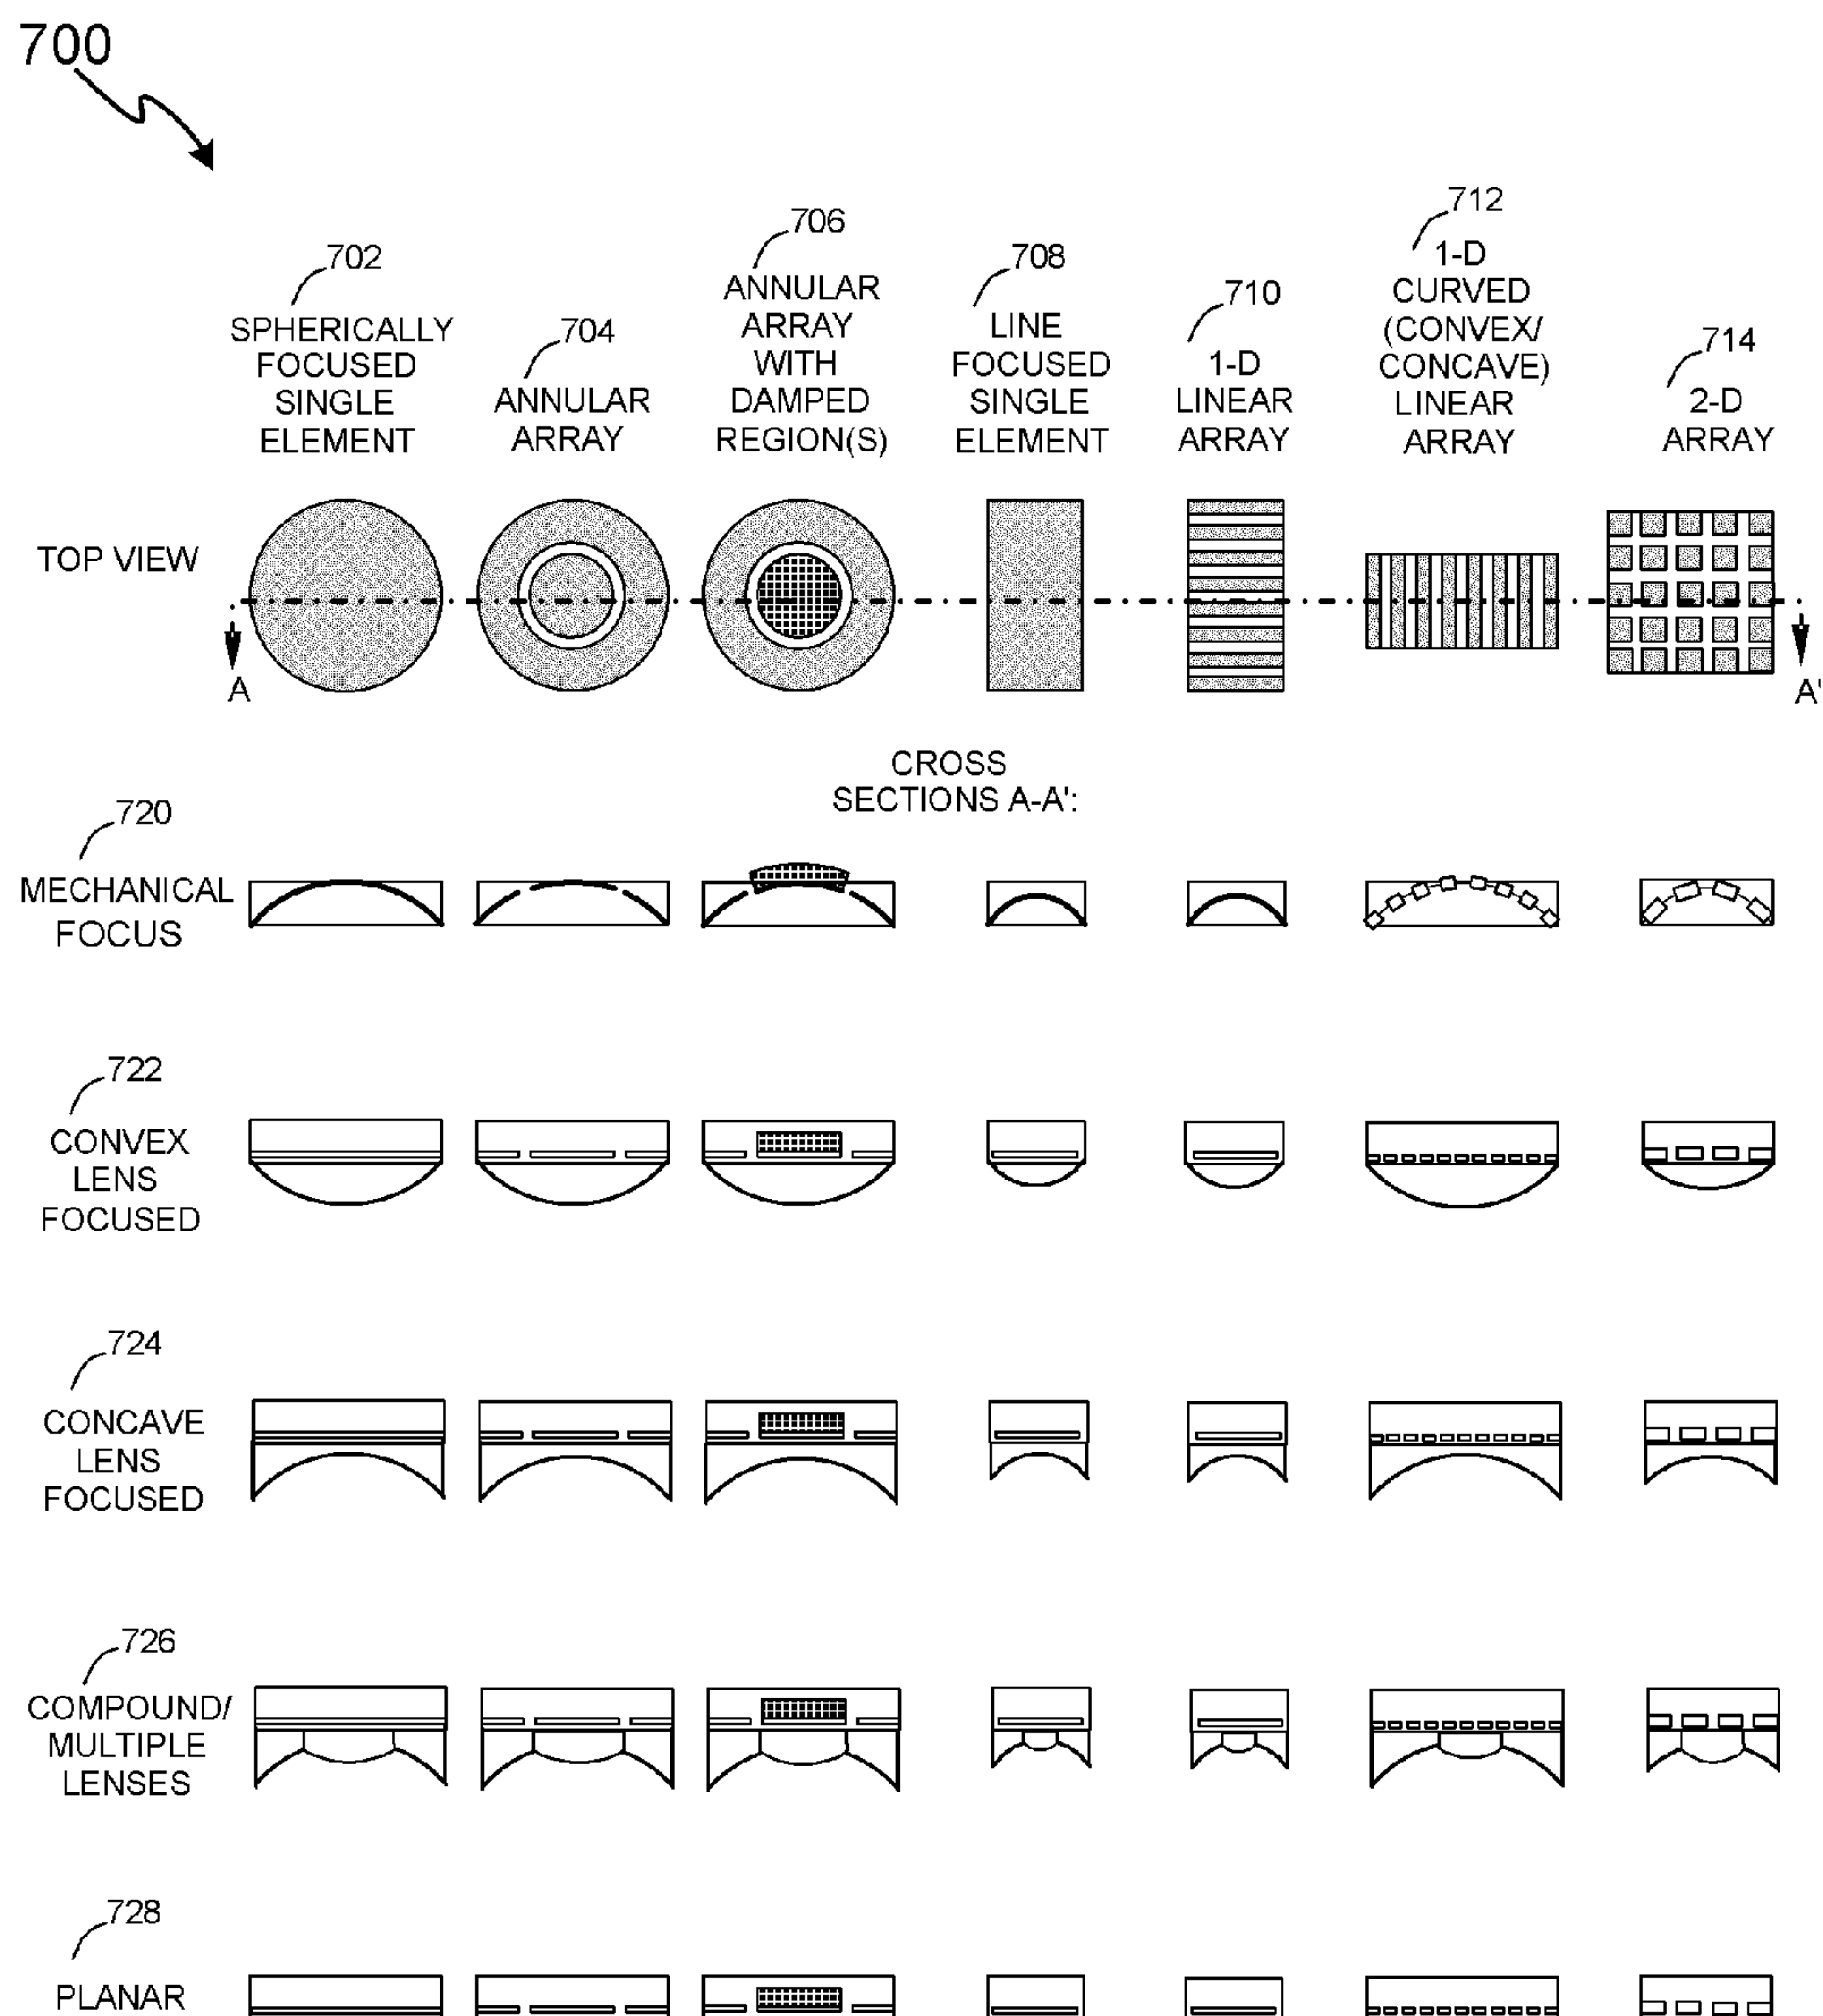 700
702
SPHERICALLY
FOCUSED
SINGLE
ELEMENT
704
ANNULAR
ARRAY
706
ANNULAR
ARRAY
WITH
DAMPED
REGION(S)
708
LINE
FOCUSED
SINGLE
ELEMENT
710
1-D
LINEAR
ARRAY
712
1-D
CURVED
(CONVEX/
CONCAVE)
LINEAR
ARRAY
714
2-D
ARRAY
TOP VIEW
A
A'
CROSS
SECTIONS A-A':
720
MECHANICAL
FOCUS
722
CONVEX
LENS
FOCUSED
724
CONCAVE
LENS
FOCUSED
726
COMPOUND/
MULTIPLE
LENSES
728
PLANAR